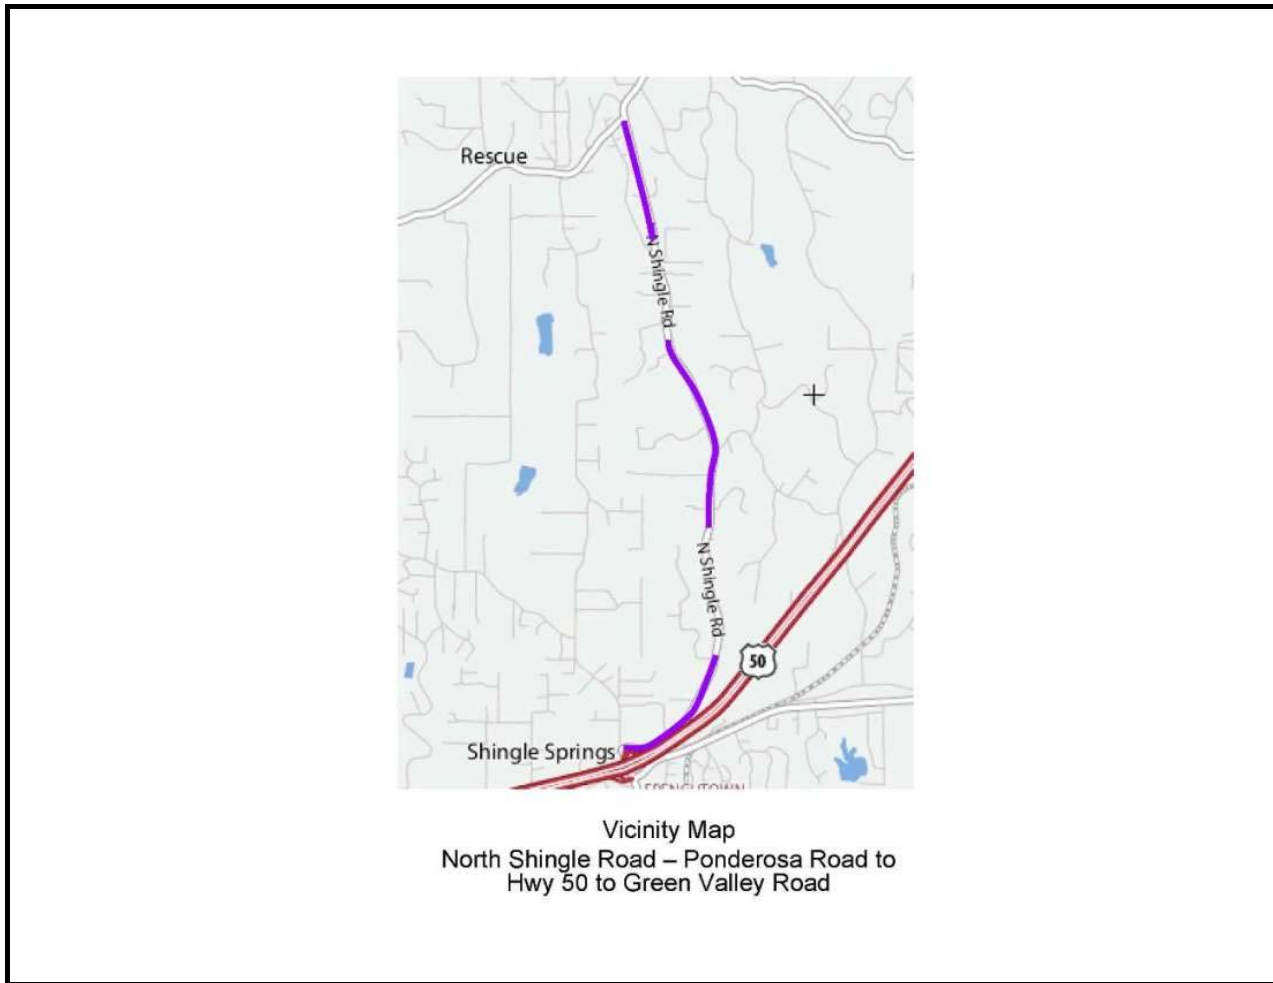 Rescue
N Shingle Rd
N Shingle Rd
50
Shingle Springs
Vicinity Map
North Shingle Road – Ponderosa Road to
Hwy 50 to Green Valley Road